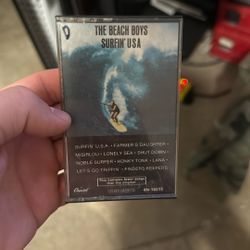 THE BEACH BOYS
SURFIN' USA
SURFIN' U.S.A. • FARMER'S DAUGHTER •
MISIRLOU • LONELY SEA • SHUT DOWN •
NOBLE SURFER • HONKY TONK • LANA •
LET'S GO TRIPPIN' • FINDERS KEEPERS
Capitol